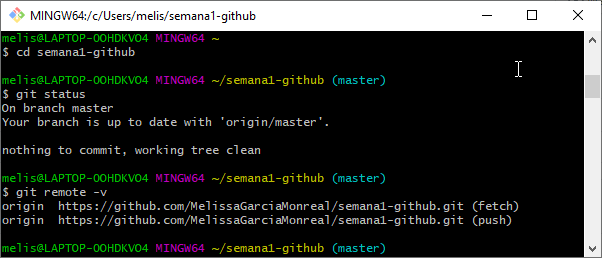 MINGW64:/c/Users/melis/semana1-github
melis@LAPTOP-OOHDKVO4 MINGW64 ~
$ cd semana1-github
melis@LAPTOP-OOHDKVO4 MINGW64 ~/semana1-github (master)
$ git status
On branch master
Your branch is up to date with 'origin/master'.
nothing to commit, working tree clean
melis@LAPTOP-OOHDKVO4 MINGW64 ~/semana1-github (master)
$ git remote -v
origin  https://github.com/MelissaGarciaMonreal/semana1-github.git (fetch)
origin  https://github.com/MelissaGarciaMonreal/semana1-github.git (push)
melis@LAPTOP-OOHDKVO4 MINGW64 ~/semana1-github (master)